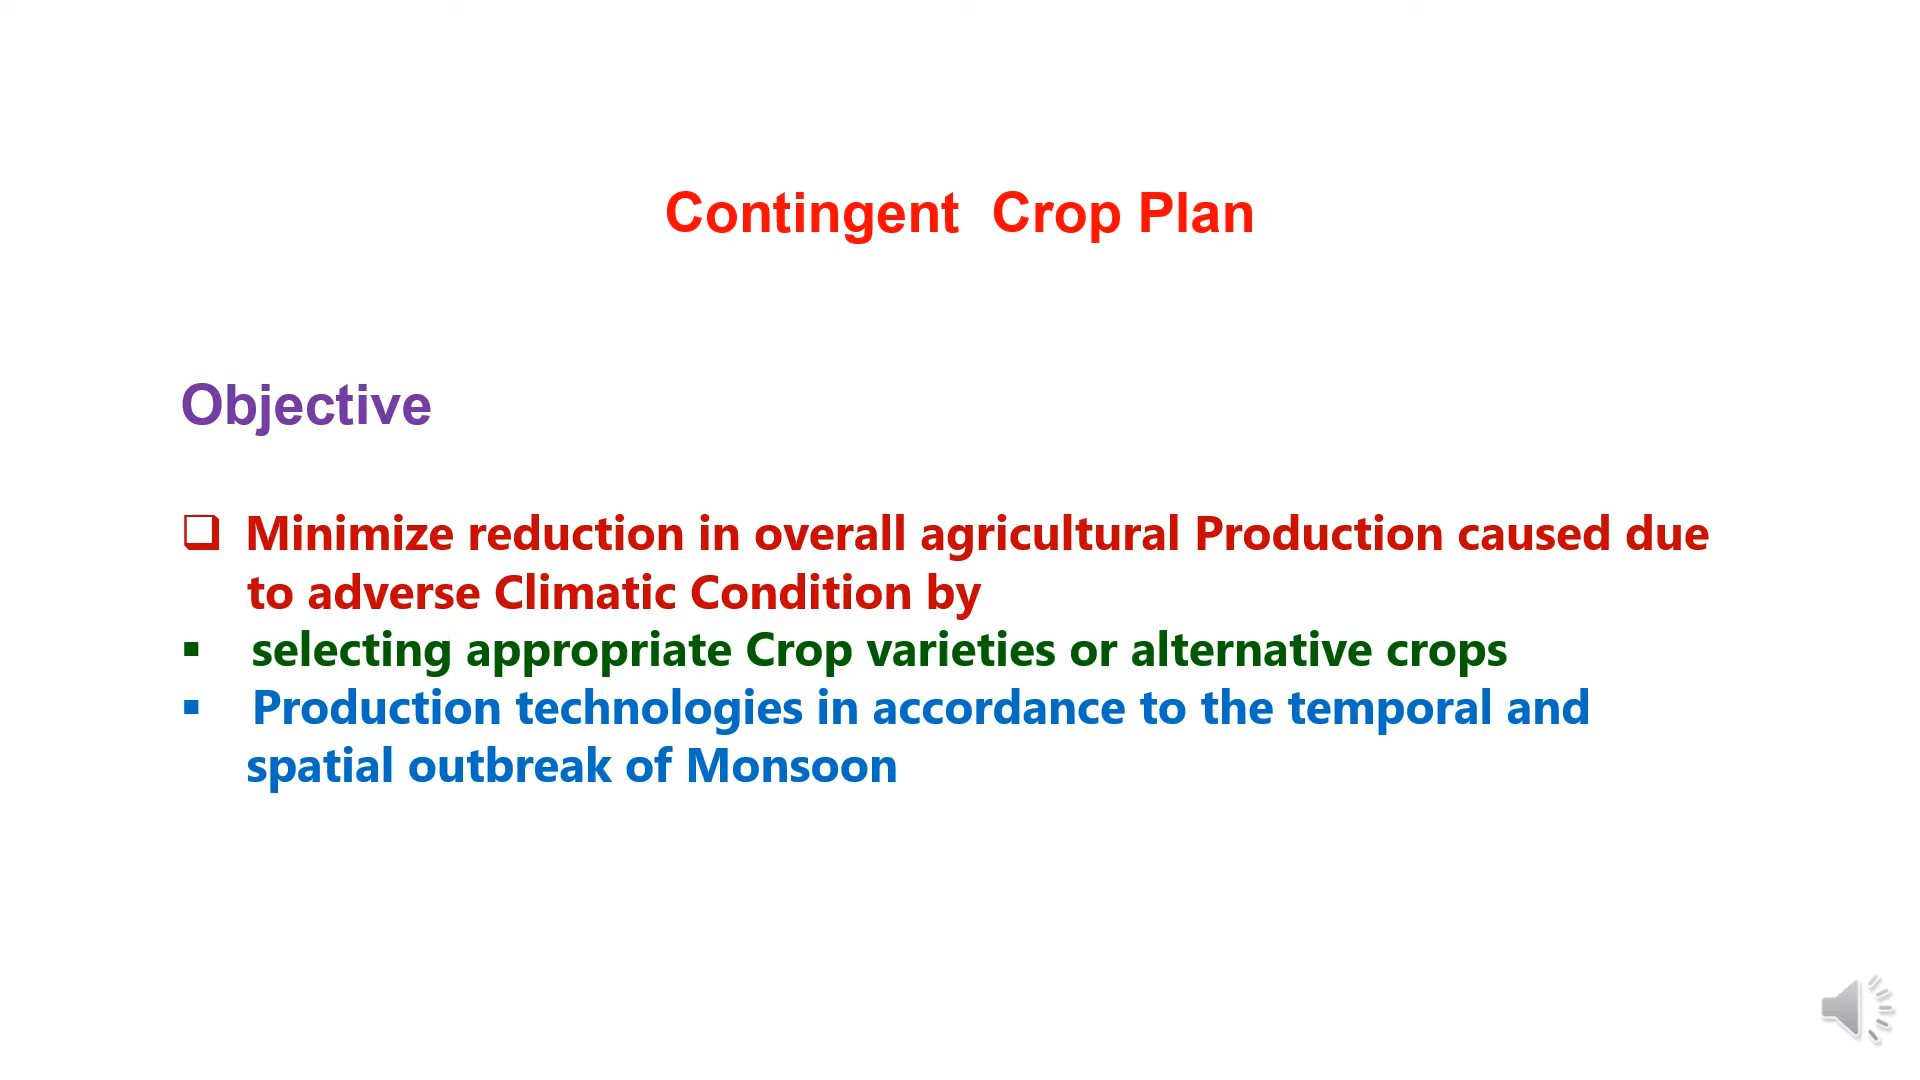 Contingent  Crop Plan
Objective
❑ Minimize reduction in overall agricultural Production caused due
to adverse Climatic Condition by
▪ selecting appropriate Crop varieties or alternative crops
▪ Production technologies in accordance to the temporal and
spatial outbreak of Monsoon